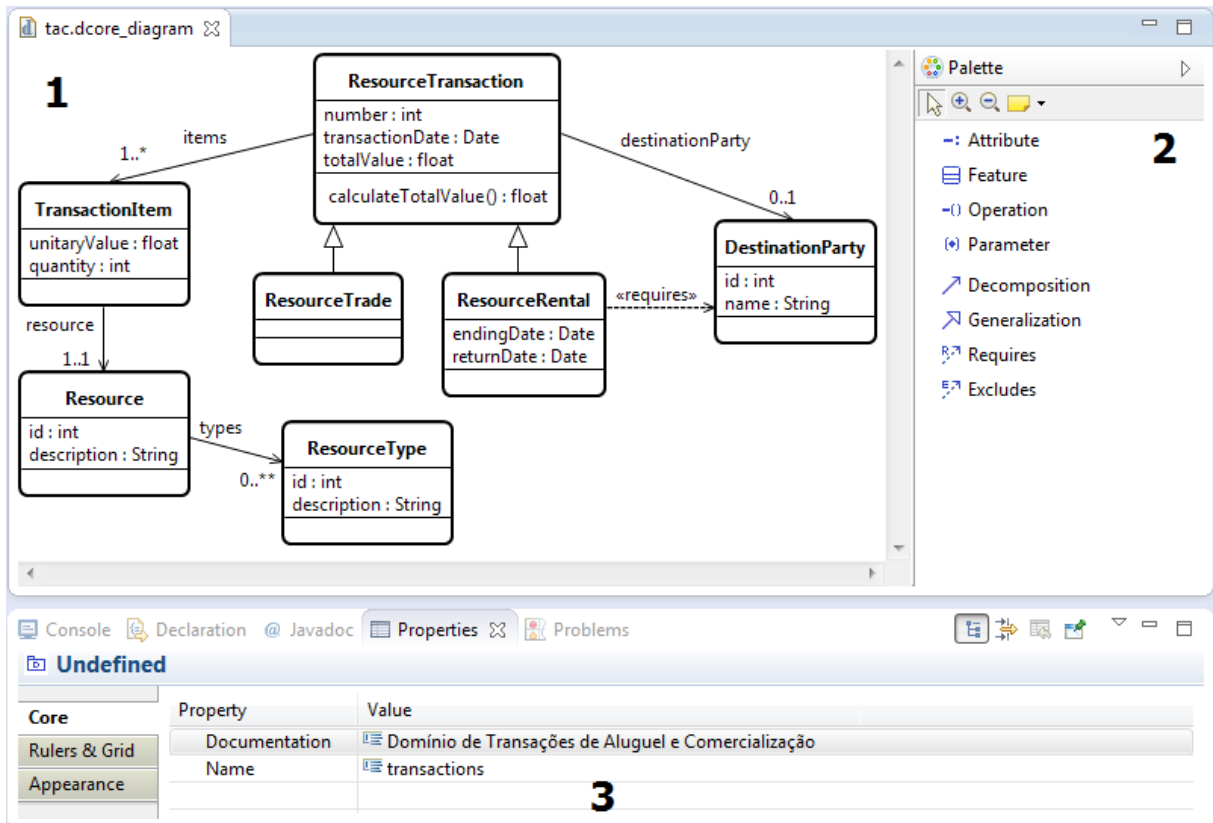 tac.dcore_diagram
1
ResourceTransaction
number : int
transactionDate : Date
totalValue : float
calculateTotalValue() : float
items
1..*
destinationParty
0..1
TransactionItem
unitaryValue : float
quantity : int
ResourceTrade
ResourceRental
endingDate : Date
returnDate : Date
«requires»
DestinationParty
id : int
name : String
resource
1..1
Resource
id : int
description : String
types
0..**
ResourceType
id : int
description : String
Palette
2
Attribute
Feature
Operation
Parameter
Decomposition
Generalization
Requires
Excludes
Console Declaration @ Javadoc Properties Problems
Undefined
Core
Rulers & Grid
Appearance
Property Value
Documentation Domínio de Transações de Aluguel e Comercialização
Name transactions
3